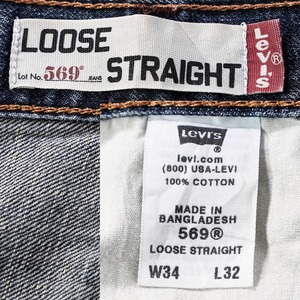 LOOSE
Lot No. 569® JEANS STRAIGHT
Levi's®
Levi's
levi.com
(800) USA-LEVI
100% COTTON
MADE IN
BANGLADESH
569®
LOOSE STRAIGHT
W34 L32